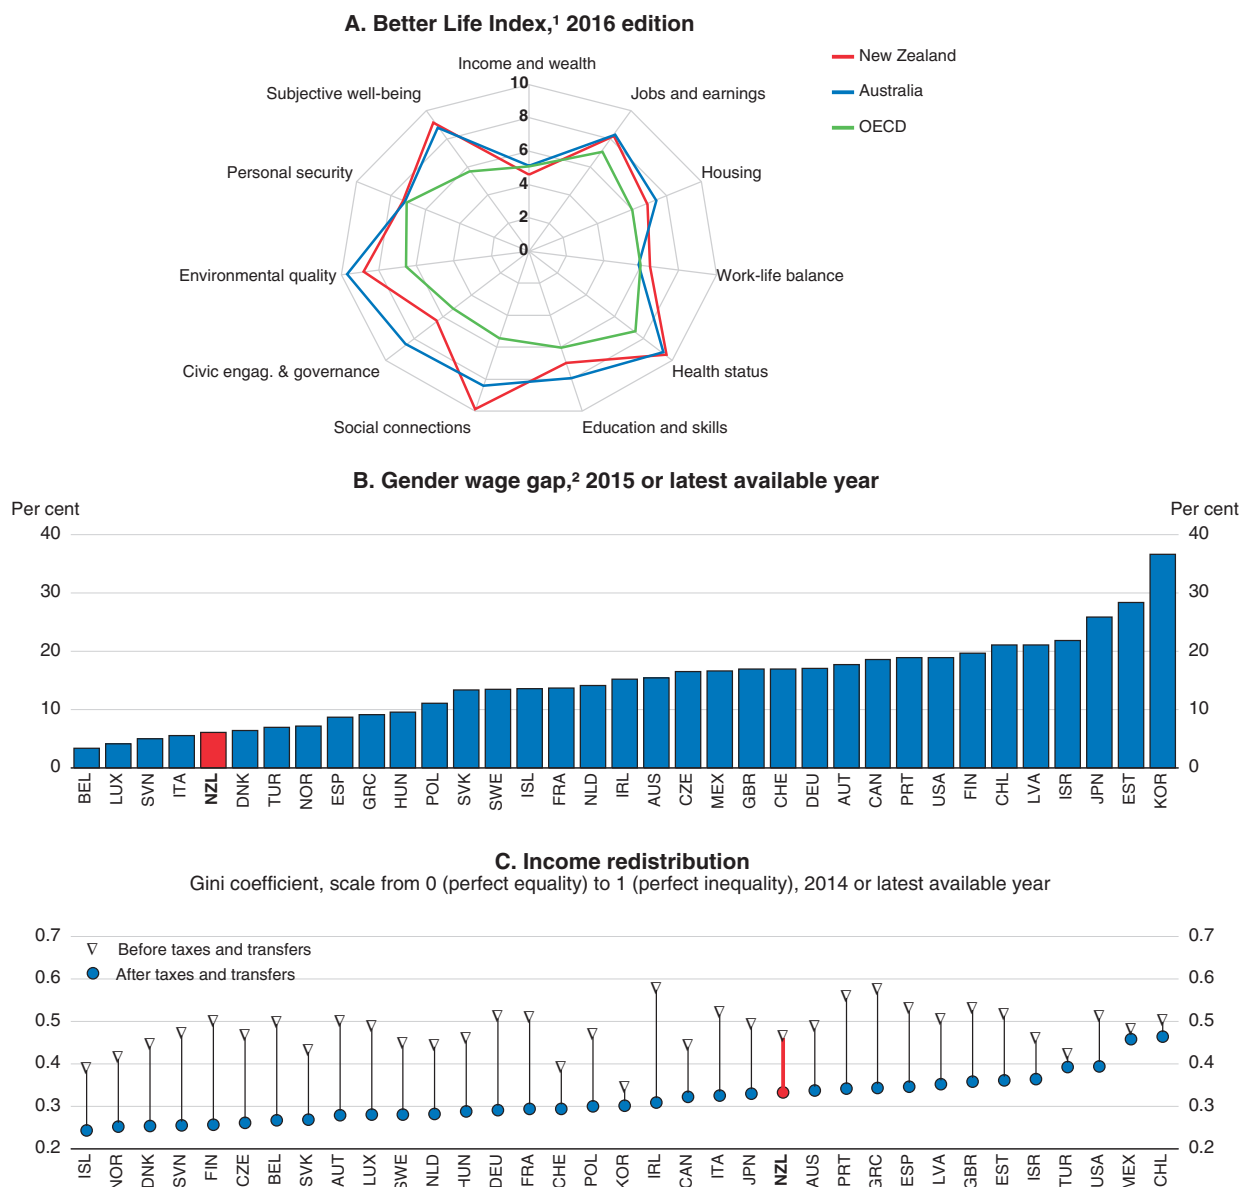 A. Better Life Index,¹ 2016 edition
New Zealand
Australia
OECD
Income and wealth
Jobs and earnings
Housing
Work-life balance
Health status
Education and skills
Social connections
Civic engag. & governance
Environmental quality
Personal security
Subjective well-being
10
8
6
4
2
0
B. Gender wage gap,² 2015 or latest available year
Per cent Per cent
40 40
30 30
20 20
10 10
0 0
BEL LUX SVN ITA NZL DNK TUR NOR ESP GRC HUN POL SVK SWE ISL FRA NLD IRL AUS CZE MEX GBR CHE DEU AUT CAN PRT USA FIN CHL LVA ISR JPN EST KOR
C. Income redistribution
Gini coefficient, scale from 0 (perfect equality) to 1 (perfect inequality), 2014 or latest available year
0.7 0.7
Before taxes and transfers
After taxes and transfers
0.6 0.6
0.5 0.5
0.4 0.4
0.3 0.3
0.2 0.2
ISL NOR DNK SVN FIN CZE BEL SVK AUT LUX SWE NLD HUN DEU FRA CHE POL KOR IRL CAN ITA JPN NZL AUS PRT GRC ESP LVA GBR EST ISR TUR USA MEX CHL